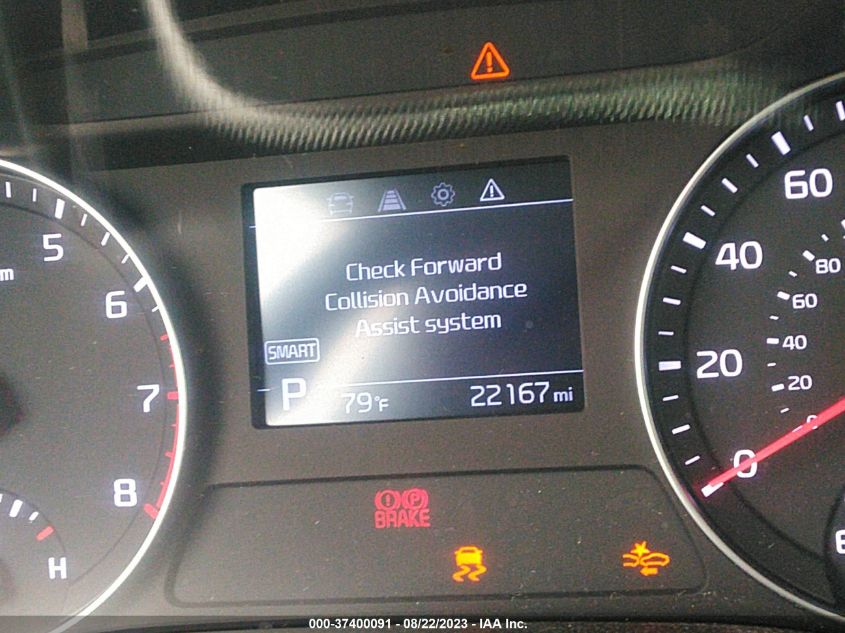 Check Forward
Collision Avoidance
Assist system
SMART
P 79°F 22167 mi
5
6
7
8
H
m
60
40
20
0
80
60
40
20
0
BRAKE
P
E
000-37400091 - 08/22/2023 - IAA Inc.